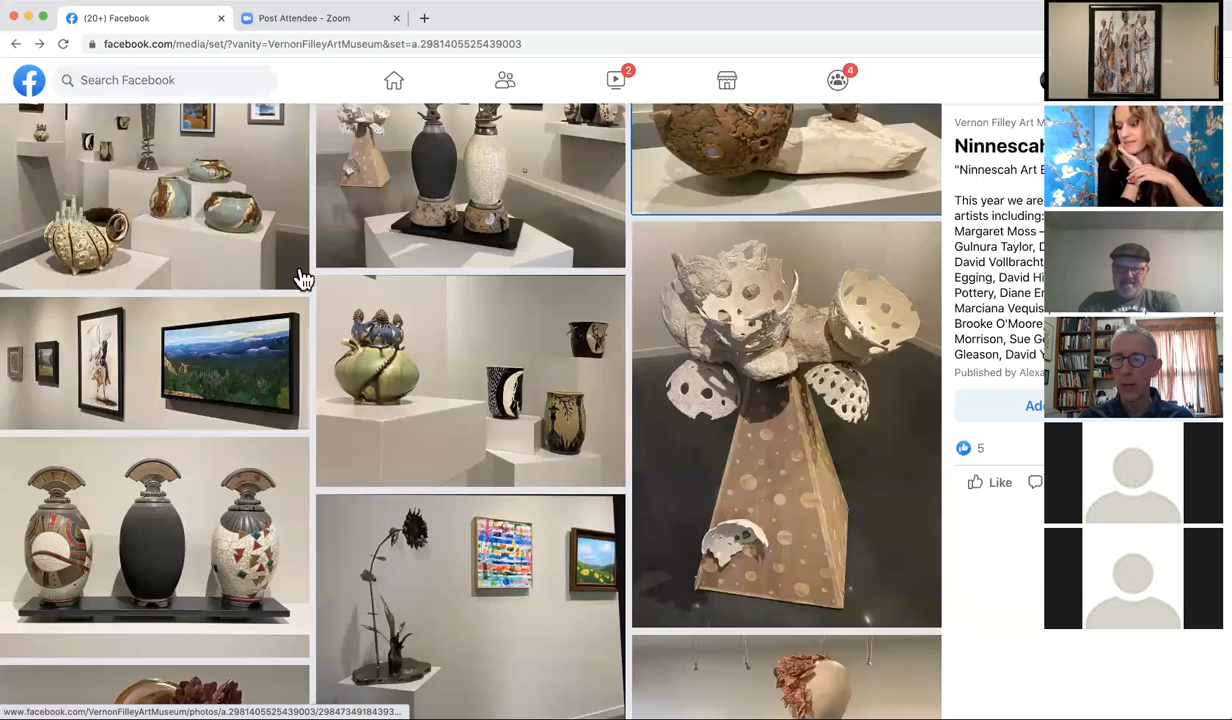 (20+) Facebook
Post Attendee - Zoom
facebook.com/media/set/?vanity=VernonFilleyArtMuseum&set=a.2981405525439003
Search Facebook
2
4
Vernon Filley Art M
Ninnescah
"Ninnescah Art E
This year we are
artists including:
Margaret Moss –
Gulnura Taylor, D
David Vollbracht
Egging, David Hi
Pottery, Diane Er
Marciana Vequis
Brooke O'Moore
Morrison, Sue G
Gleason, David Y
Published by Alexa
Add
5
Like
www.facebook.com/VernonFilleyArtMuseum/photos/a.2981405525439003/29847349184393...